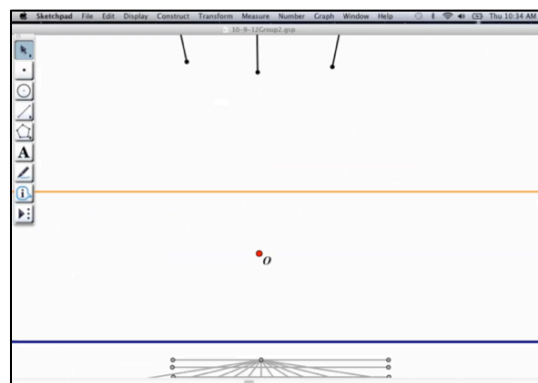 Sketchpad File Edit Display Construct Transform Measure Number Graph Window Help Thu 10:34 AM
10-9-12Group2.gsp
A
i
O